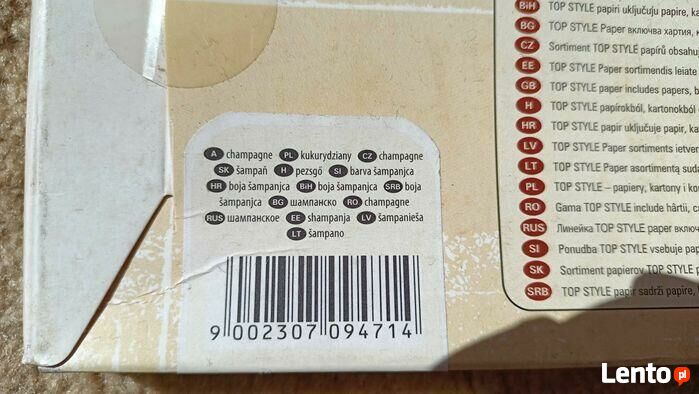 A champagne PL kukurydziany CZ champagne
SK šampaň H pezsgő SI barva šampanjca
HR boja šampanjca BiH boja šampanjca SRB boja
šampanjca BG шампанско RO champagne
RUS шампанское EE shampanja LV šampanieša
LT šampano
9 002307 094714
BiH TOP STYLE papiri uključuju papire,
BG TOP STYLE Paper включва хартия,
CZ Sortiment TOP STYLE papírů obsahu
EE TOP STYLE Paper sortimendis leiate
GB TOP STYLE paper includes papers,
H TOP STYLE papírokból, kartonokból
HR TOP STYLE papir uključuje papir,
LV TOP STYLE Paper sortiments ietver
LT TOP STYLE Paper asortimentą suda
PL TOP STYLE – papiery, kartony i
RO Gama TOP STYLE include hârtii,
RUS Линейка TOP STYLE paper включ
SI Ponudba TOP STYLE vsebuje
SK Sortiment papierov TOP STYLE
SRB TOP STYLE papir sadrži papire,
Lento.pl